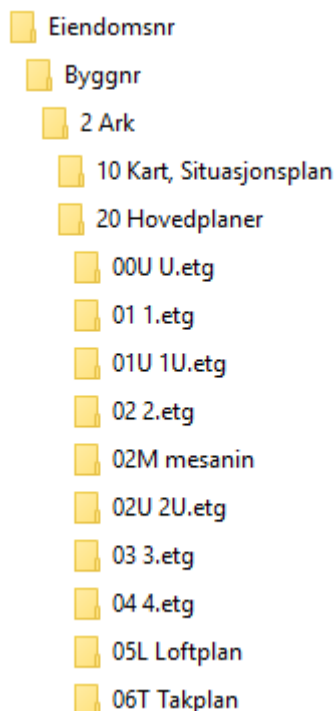 Eiendomsnr
Byggnr
2 Ark
10 Kart, Situasjonsplan
20 Hovedplaner
00U U.etg
01 1.etg
01U 1U.etg
02 2.etg
02M mesanin
02U 2U.etg
03 3.etg
04 4.etg
05L Loftplan
06T Takplan